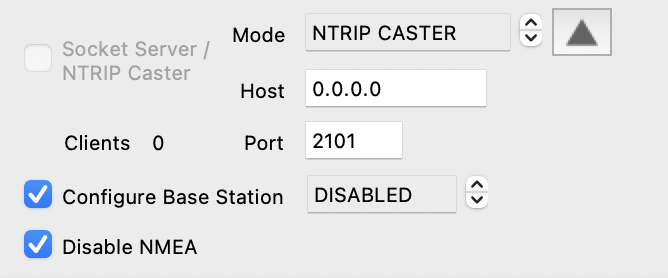 Socket Server /
NTRIP Caster
Mode NTRIP CASTER
Host 0.0.0.0
Clients 0 Port 2101
Configure Base Station DISABLED
Disable NMEA